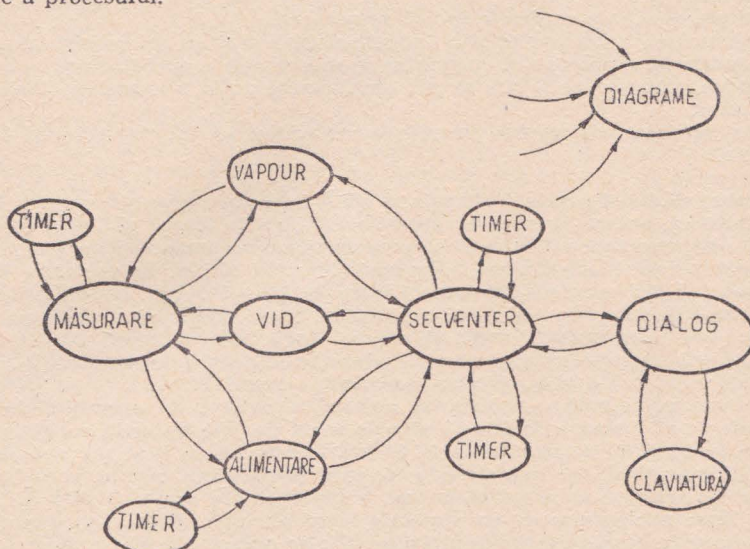 a procesului.
DIAGRAME
VAPOUR
TIMER
TIMER
MĂSURARE
VID
SECVENTER
DIALOG
TIMER
ALIMENTARE
CLAVIATURĂ
TIMER